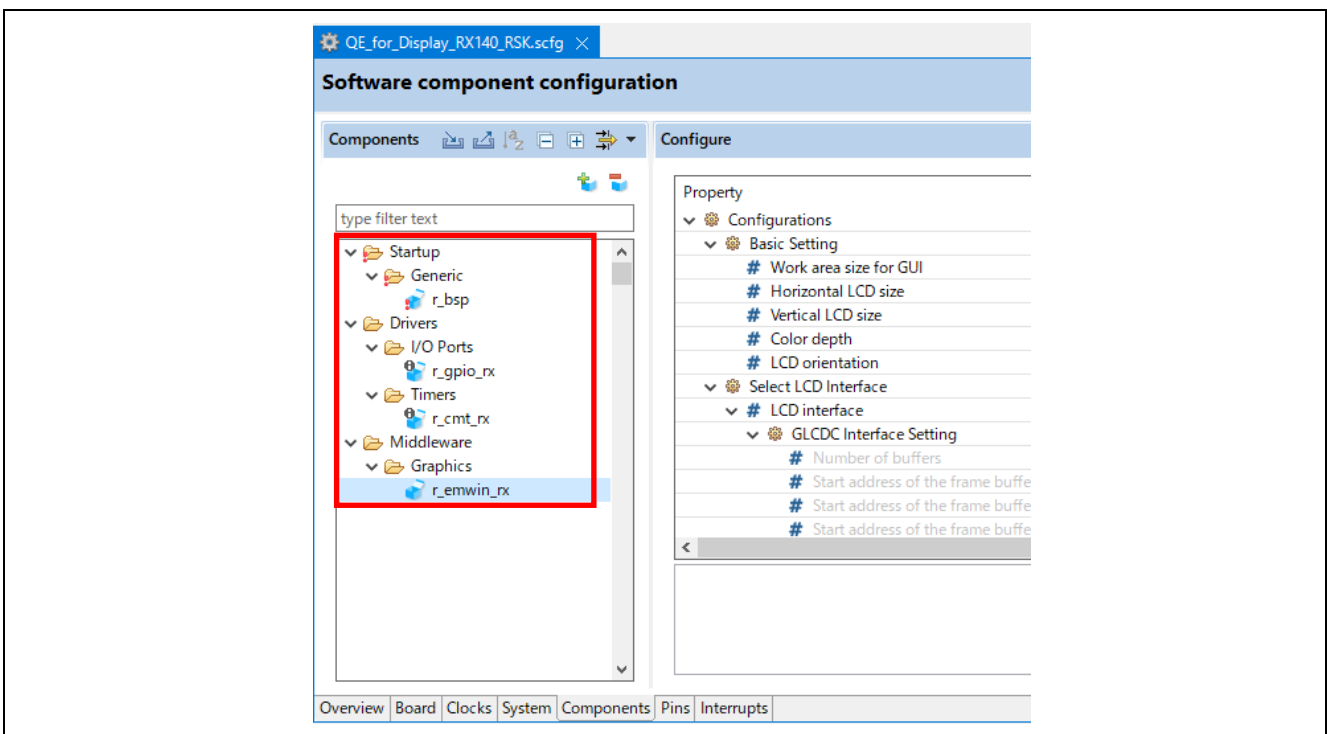 QE_for_Display_RX140_RSK.scfg
Software component configuration
Components
Configure
type filter text
Startup
Generic
r_bsp
Drivers
I/O Ports
r_gpio_rx
Timers
r_cmt_rx
Middleware
Graphics
r_emwin_rx
Property
Configurations
Basic Setting
Work area size for GUI
Horizontal LCD size
Vertical LCD size
Color depth
LCD orientation
Select LCD Interface
LCD interface
GLCDC Interface Setting
Number of buffers
Start address of the frame buffe
Start address of the frame buffe
Start address of the frame buffe
Overview Board Clocks System Components Pins Interrupts